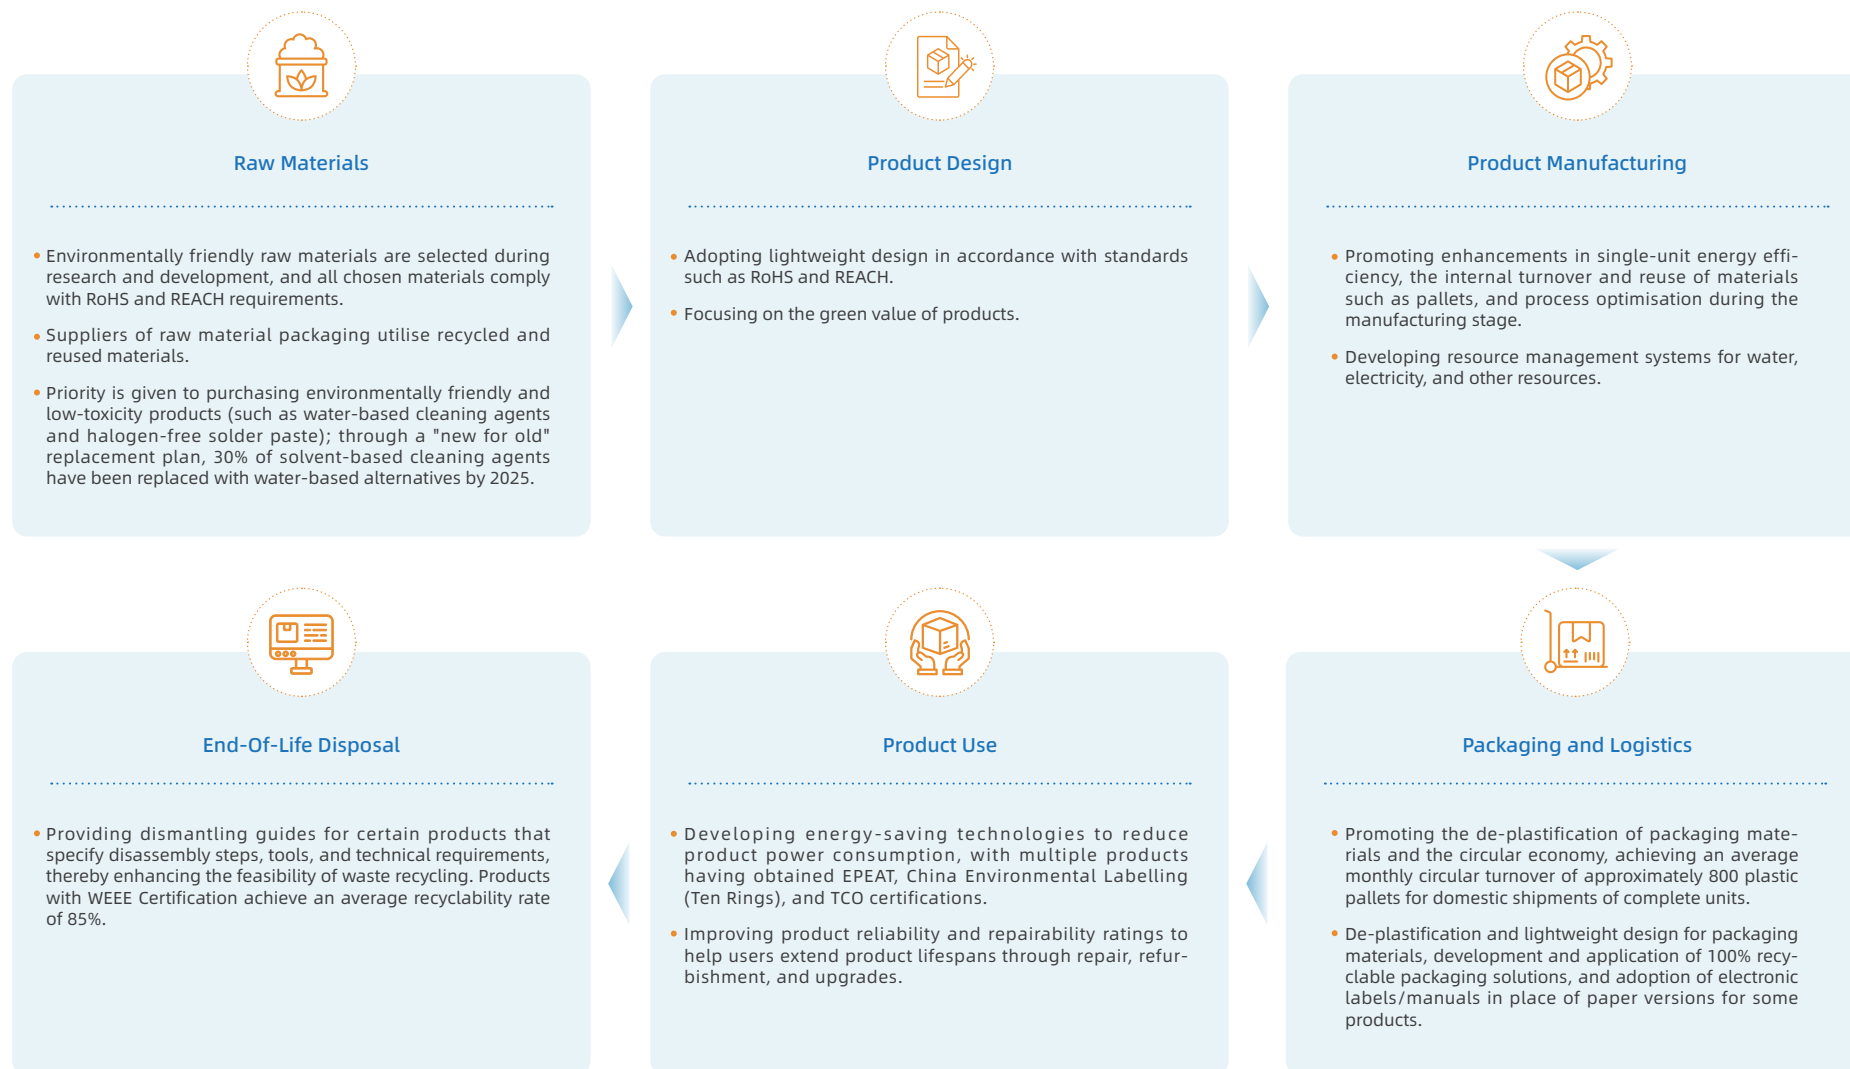 Raw Materials
Environmentally friendly raw materials are selected during
research and development, and all chosen materials comply
with RoHS and REACH requirements.
Suppliers of raw material packaging utilise recycled and
reused materials.
Priority is given to purchasing environmentally friendly and
low-toxicity products (such as water-based cleaning agents
and halogen-free solder paste); through a "new for old"
replacement plan, 30% of solvent-based cleaning agents
have been replaced with water-based alternatives by 2025.
Product Design
Adopting lightweight design in accordance with standards
such as RoHS and REACH.
Focusing on the green value of products.
Product Manufacturing
Promoting enhancements in single-unit energy effi-
ciency, the internal turnover and reuse of materials
such as pallets, and process optimisation during the
manufacturing stage.
Developing resource management systems for water,
electricity, and other resources.
Packaging and Logistics
Promoting the de-plastification of packaging mate-
rials and the circular economy, achieving an average
monthly circular turnover of approximately 800 plastic
pallets for domestic shipments of complete units.
De-plastification and lightweight design for packaging
materials, development and application of 100% recy-
clable packaging solutions, and adoption of electronic
labels/manuals in place of paper versions for some
products.
Product Use
Developing energy-saving technologies to reduce
product power consumption, with multiple products
having obtained EPEAT, China Environmental Labelling
(Ten Rings), and TCO certifications.
Improving product reliability and repairability ratings to
help users extend product lifespans through repair, refur-
bishment, and upgrades.
End-Of-Life Disposal
Providing dismantling guides for certain products that
specify disassembly steps, tools, and technical requirements,
thereby enhancing the feasibility of waste recycling. Products
with WEEE Certification achieve an average recyclability rate
of 85%.